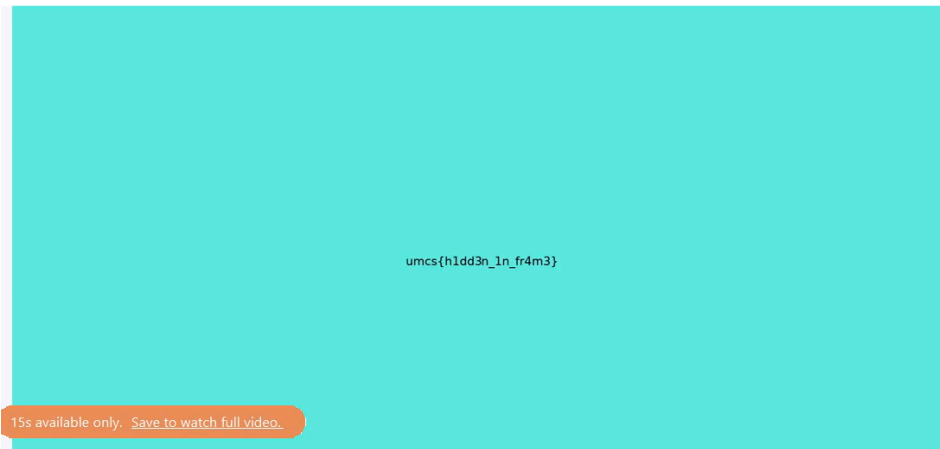 umcs{h1dd3n_1n_fr4m3}
15s available only. Save to watch full video.